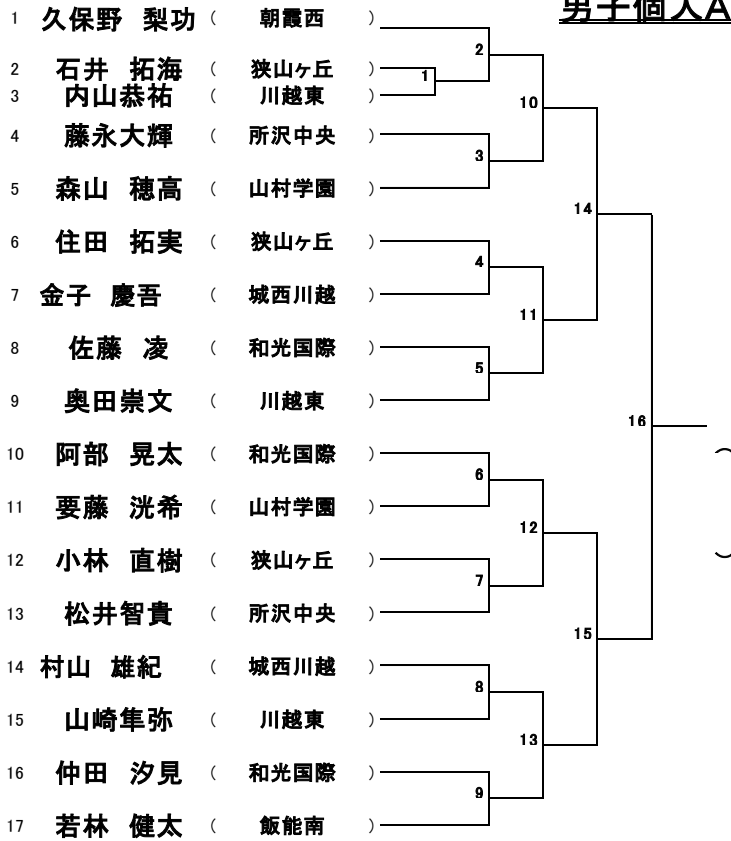 男子個人A
1 久保野 梨功 ( 朝霞西 )
2 石井 拓海 ( 狭山ヶ丘 )
3 内山恭祐 ( 川越東 )
4 藤永大輝 ( 所沢中央 )
5 森山 穂高 ( 山村学園 )
6 住田 拓実 ( 狭山ヶ丘 )
7 金子 慶吾 ( 城西川越 )
8 佐藤 凌 ( 和光国際 )
9 奥田崇文 ( 川越東 )
10 阿部 晃太 ( 和光国際 )
11 要藤 洸希 ( 山村学園 )
12 小林 直樹 ( 狭山ヶ丘 )
13 松井智貴 ( 所沢中央 )
14 村山 雄紀 ( 城西川越 )
15 山崎隼弥 ( 川越東 )
16 仲田 汐見 ( 和光国際 )
17 若林 健太 ( 飯能南 )
1
2
3
4
5
6
7
8
9
10
11
12
13
14
15
16